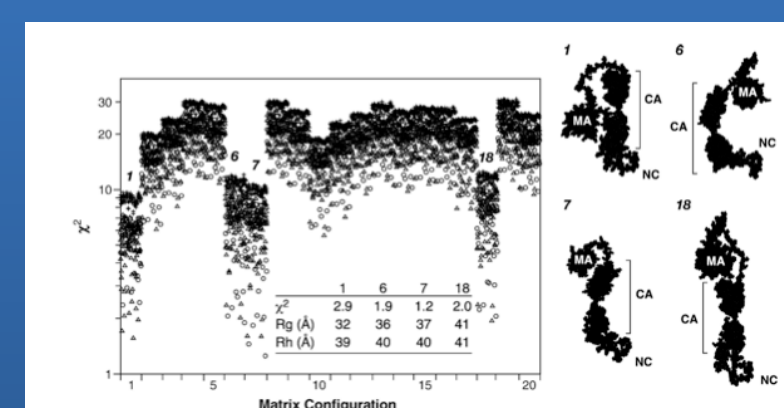 1
6
MA
CA
NC
MA
CA
NC
30
20
10
1
χ²
1
6
7
18
1 6 7 18
χ² 2.9 1.9 1.2 2.0
Rg (Å) 32 36 37 41
Rh (Å) 39 40 40 41
1 5 10 15 20
Matrix Configuration
7
18
MA
CA
NC
MA
CA
NC